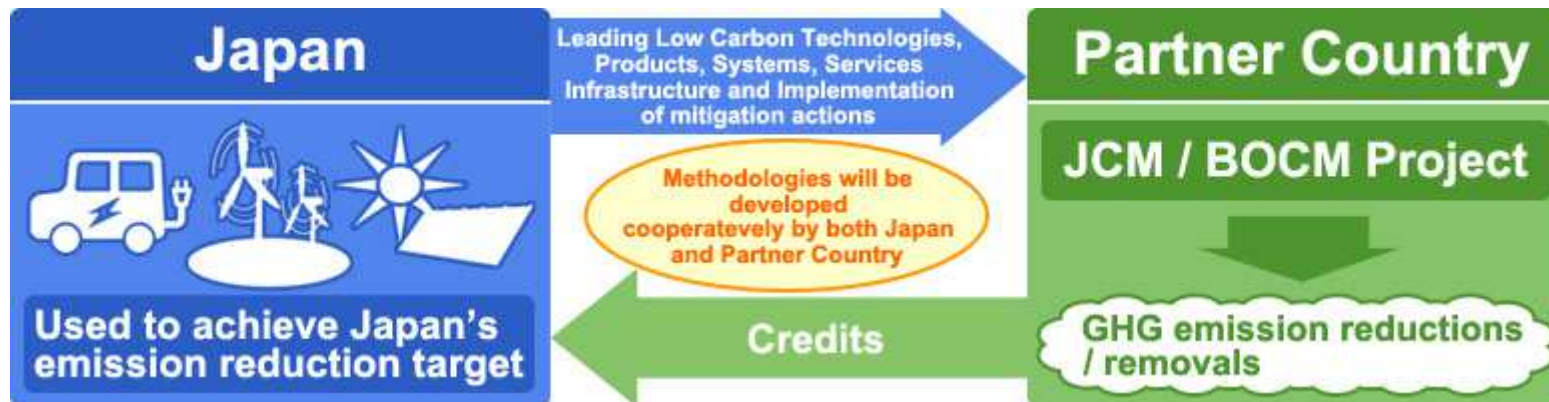 Japan
Leading Low Carbon Technologies,
Products, Systems, Services
Infrastructure and Implementation
of mitigation actions
Partner Country
JCM / BOCM Project
Methodologies will be
developed
cooperatevely by both Japan
and Partner Country
Used to achieve Japan’s
emission reduction target
Credits
GHG emission reductions
/ removals